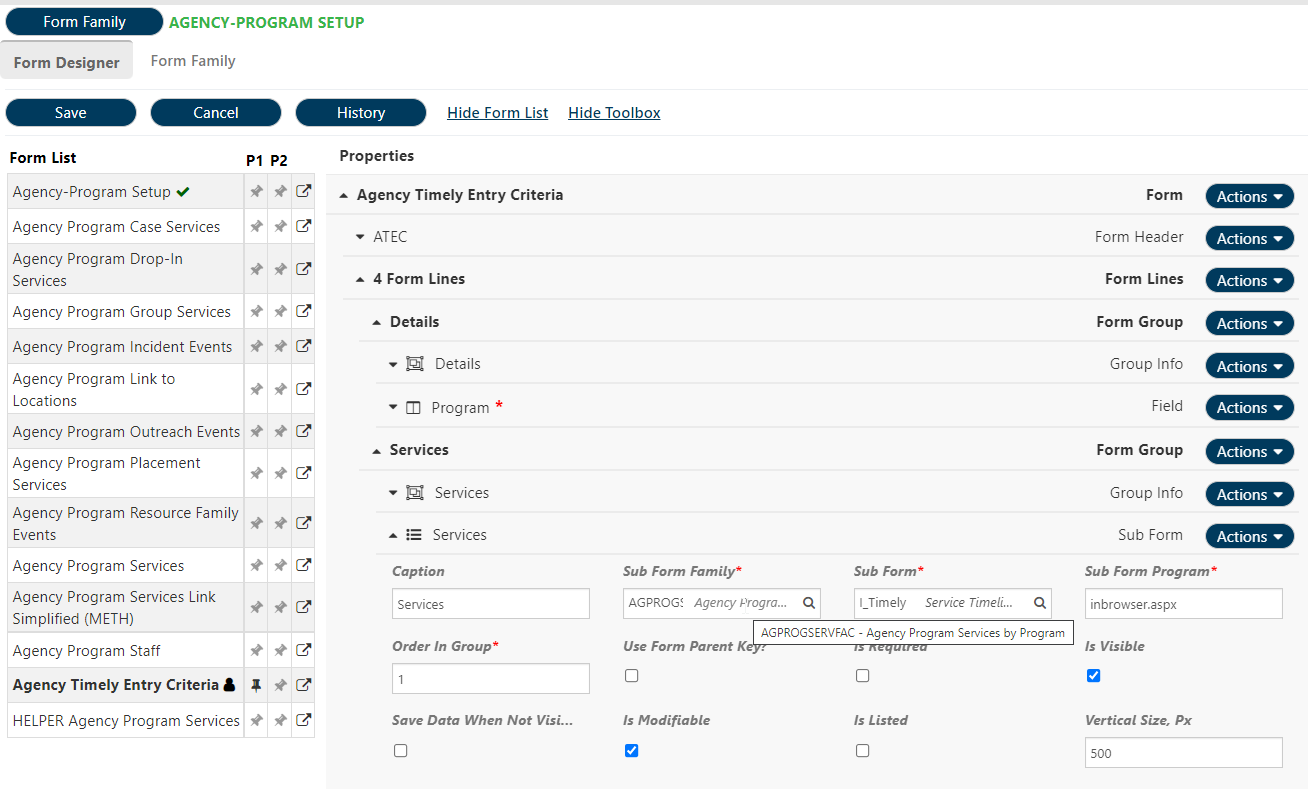 Form Family AGENCY-PROGRAM SETUP
Form Designer Form Family
Save Cancel History Hide Form List Hide Toolbox
Form List P1 P2
Agency-Program Setup
Agency Program Case Services
Agency Program Drop-In
Services
Agency Program Group Services
Agency Program Incident Events
Agency Program Link to
Locations
Agency Program Outreach Events
Agency Program Placement
Services
Agency Program Resource Family
Events
Agency Program Services
Agency Program Services Link
Simplified (METH)
Agency Program Staff
Agency Timely Entry Criteria
HELPER Agency Program Services
Properties
Agency Timely Entry Criteria Form Actions
ATEC Form Header Actions
4 Form Lines Form Lines Actions
Details Form Group Actions
Details Group Info Actions
Program * Field Actions
Services Form Group Actions
Services Group Info Actions
Services Sub Form Actions
Caption Sub Form Family* Sub Form* Sub Form Program*
Services AGPROGS Agency Progra... I_Timely Service Timeli... inbrowser.aspx
AGPROGSERVFAC - Agency Program Services by Program
Order In Group* Use Form Parent Key? Is Required Is Visible
1
Save Data When Not Visi... Is Modifiable Is Listed Vertical Size, Px
500